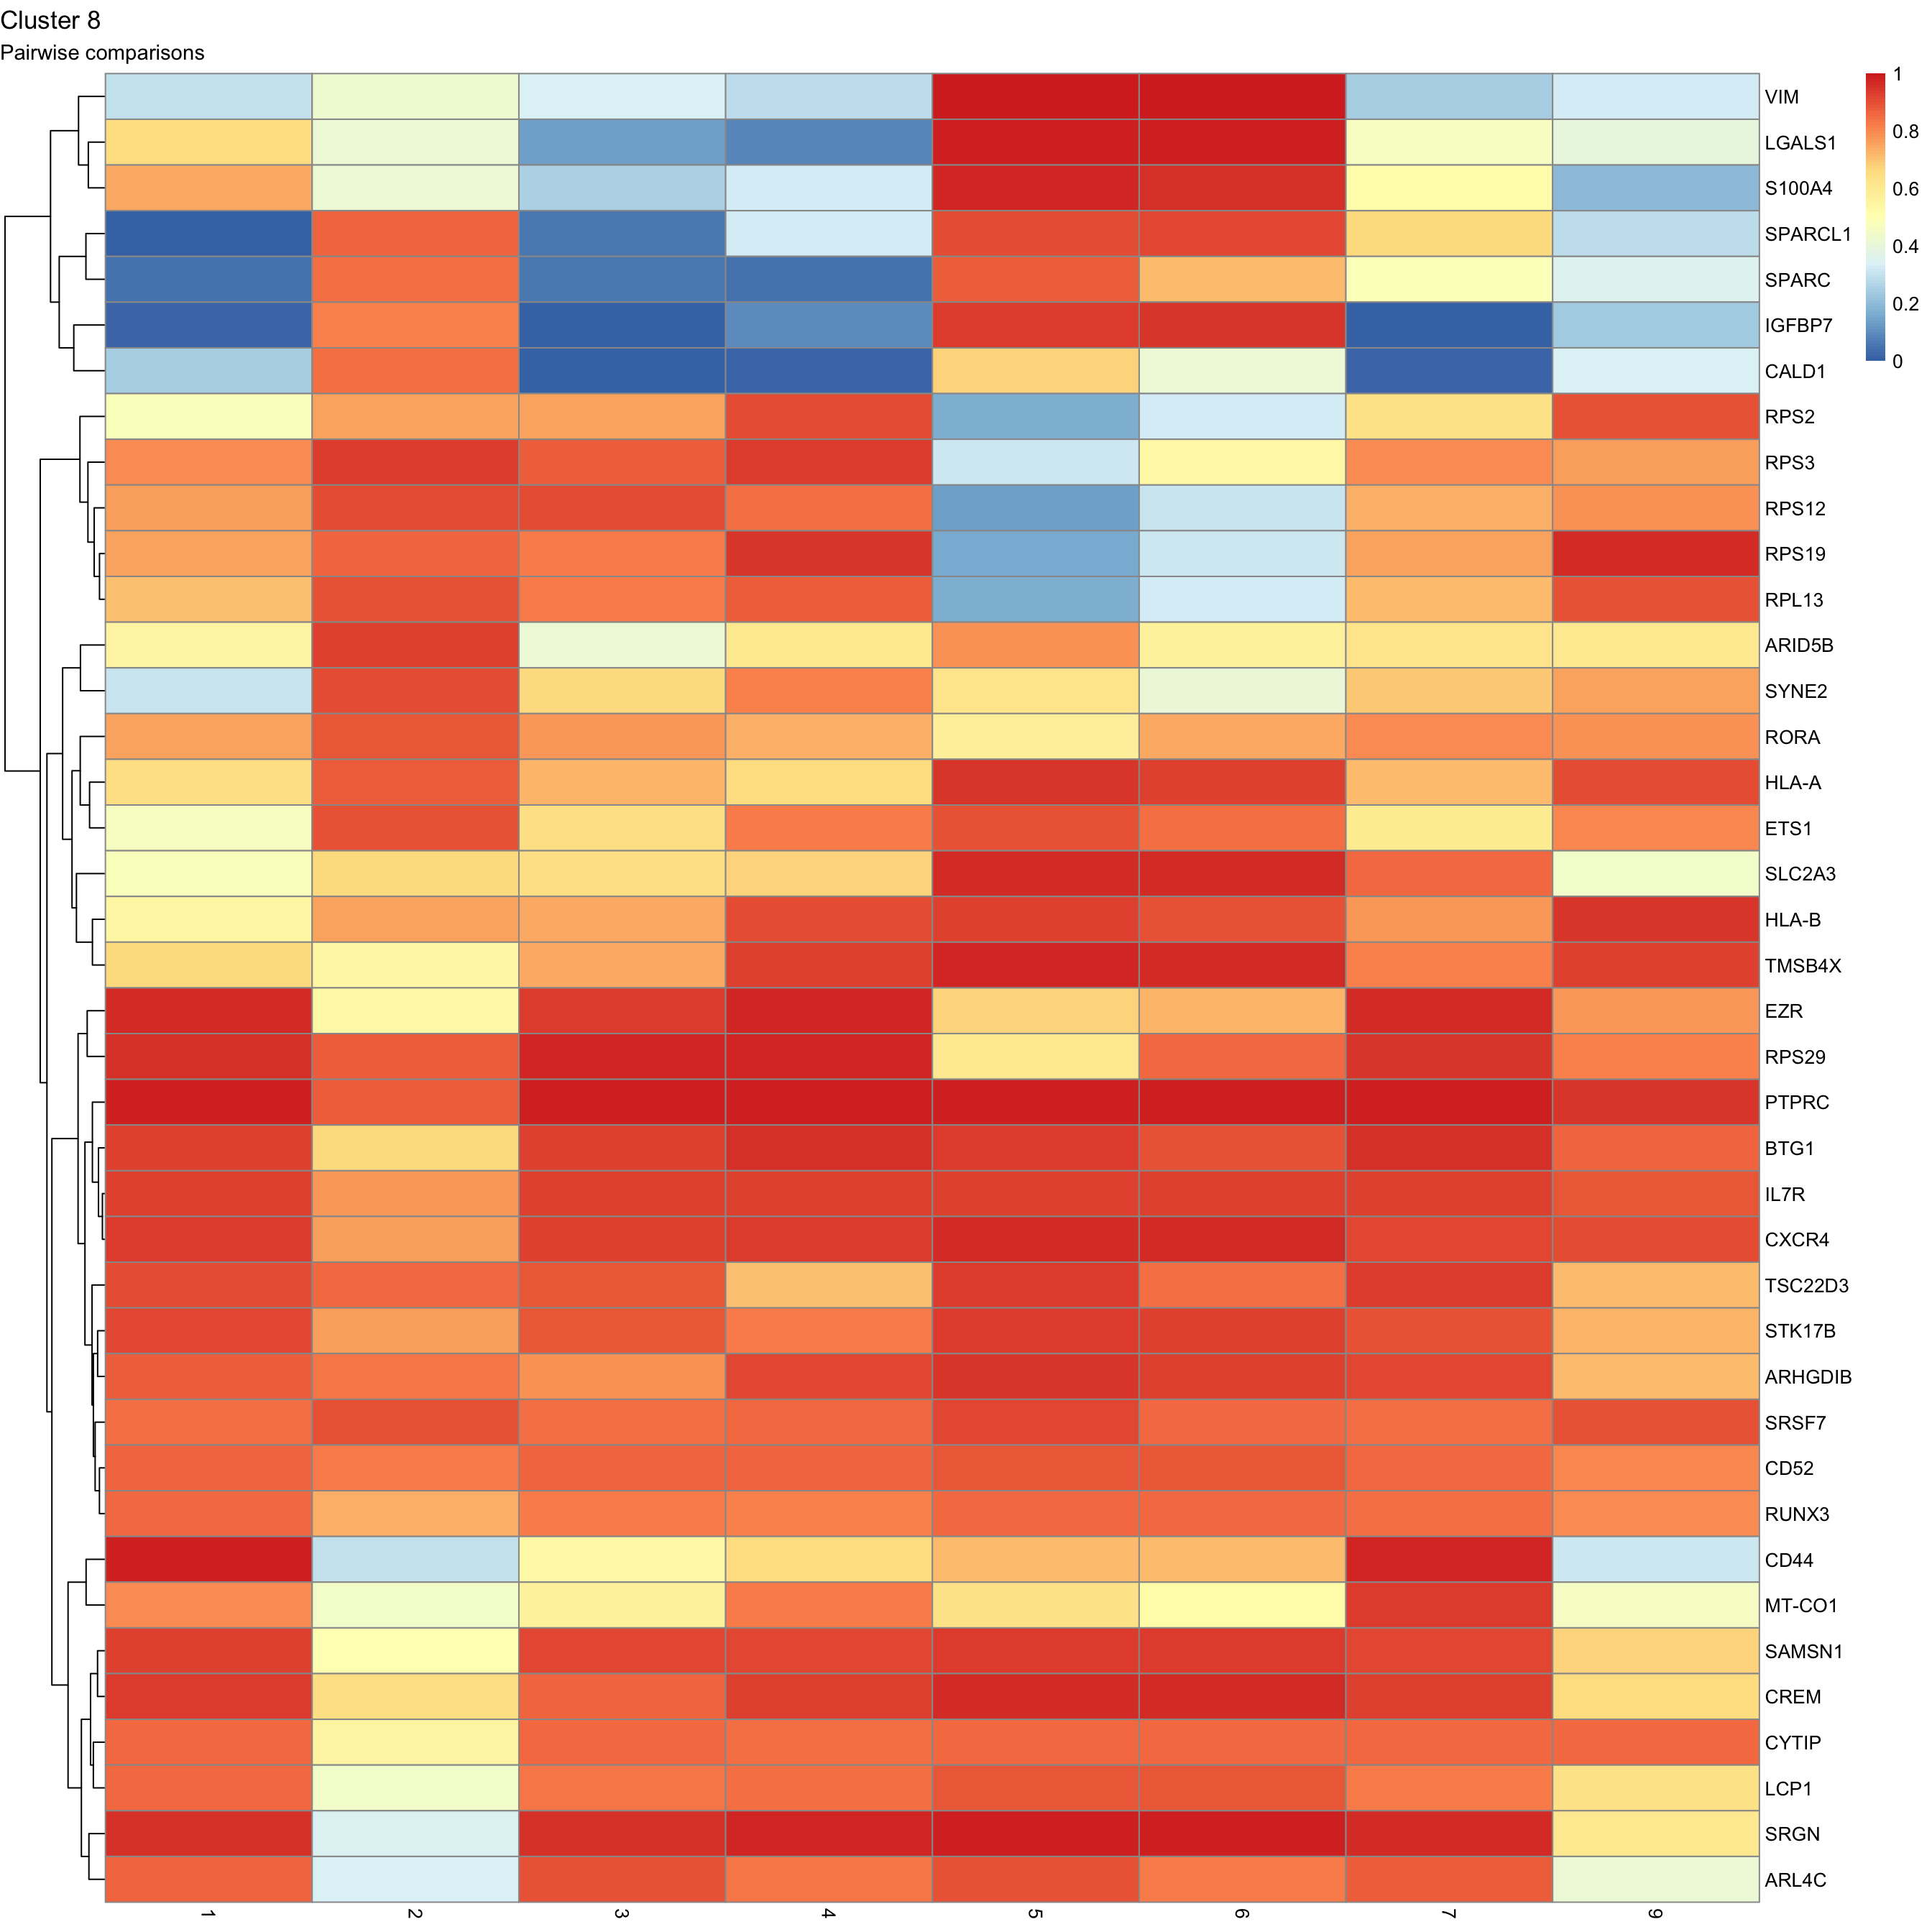 Cluster 8
Pairwise comparisons
1
0.8
0.6
0.4
0.2
0
VIM
LGALS1
S100A4
SPARCL1
SPARC
IGFBP7
CALD1
RPS2
RPS3
RPS12
RPS19
RPL13
ARID5B
SYNE2
RORA
HLA-A
ETS1
SLC2A3
HLA-B
TMSB4X
EZR
RPS29
PTPRC
BTG1
IL7R
CXCR4
TSC22D3
STK17B
ARHGDIB
SRSF7
CD52
RUNX3
CD44
MT-CO1
SAMSN1
CREM
CYTIP
LCP1
SRGN
ARL4C
1 2 3 4 5 6 7 9